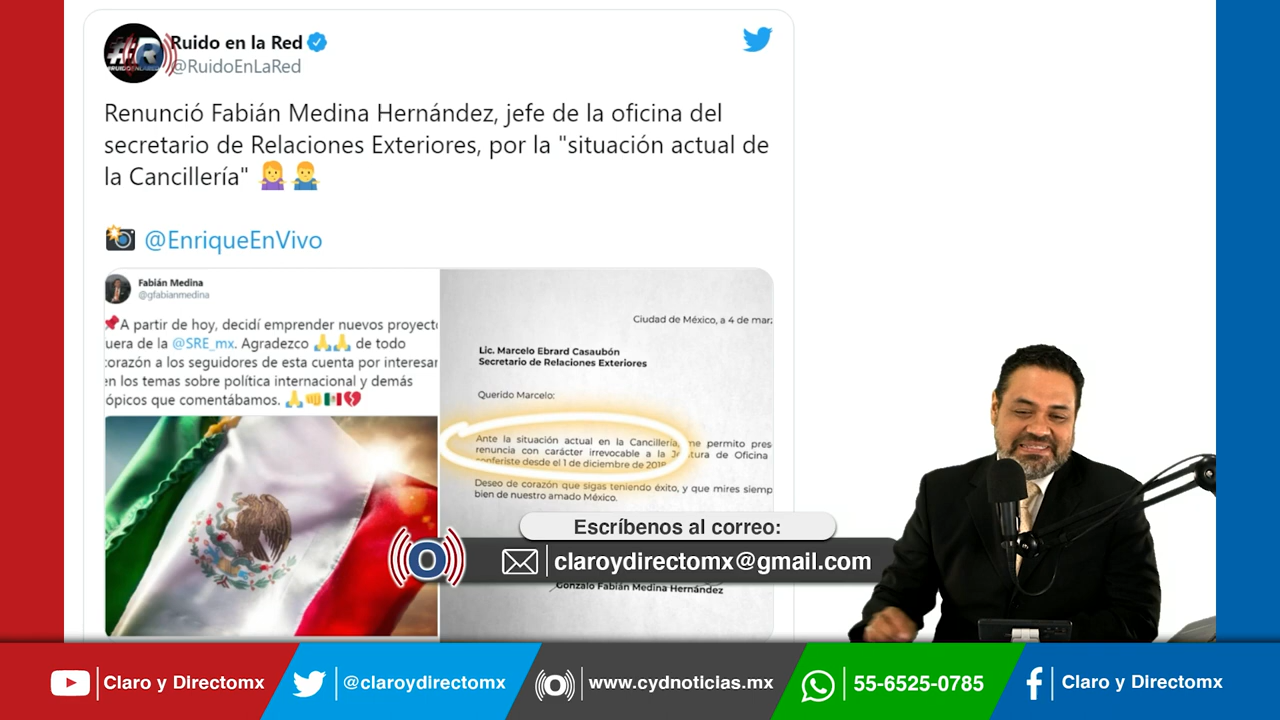 Ruido en la Red
@RuidoEnLaRed
Renunció Fabián Medina Hernández, jefe de la oficina del
secretario de Relaciones Exteriores, por la "situación actual de
la Cancillería"
@EnriqueEnVivo
Fabián Medina
@gfabianmedina
A partir de hoy, decidí emprender nuevos proyecto
uera de la @SRE_mx. Agradezco de todo
corazón a los seguidores de esta cuenta por interesar
en los temas sobre política internacional y demás
ópicos que comentábamos.
Ciudad de México, a 4 de marz
Lic. Marcelo Ebrard Casaubón
Secretario de Relaciones Exteriores
Querido Marcelo:
Ante la situación actual en la Cancillería, me permito pres
renuncia con carácter irrevocable a la Jefatura de Oficina
conferiste desde el 1 de diciembre de 2018
Deseo de corazón que sigas teniendo éxito, y que mires siemp
bien de nuestro amado México.
Gonzalo Fabián Medina Hernández
Escríbenos al correo:
claroydirectomx@gmail.com
Claro y Directomx
@claroydirectomx
www.cydnoticias.mx
55-6525-0785
Claro y Directomx